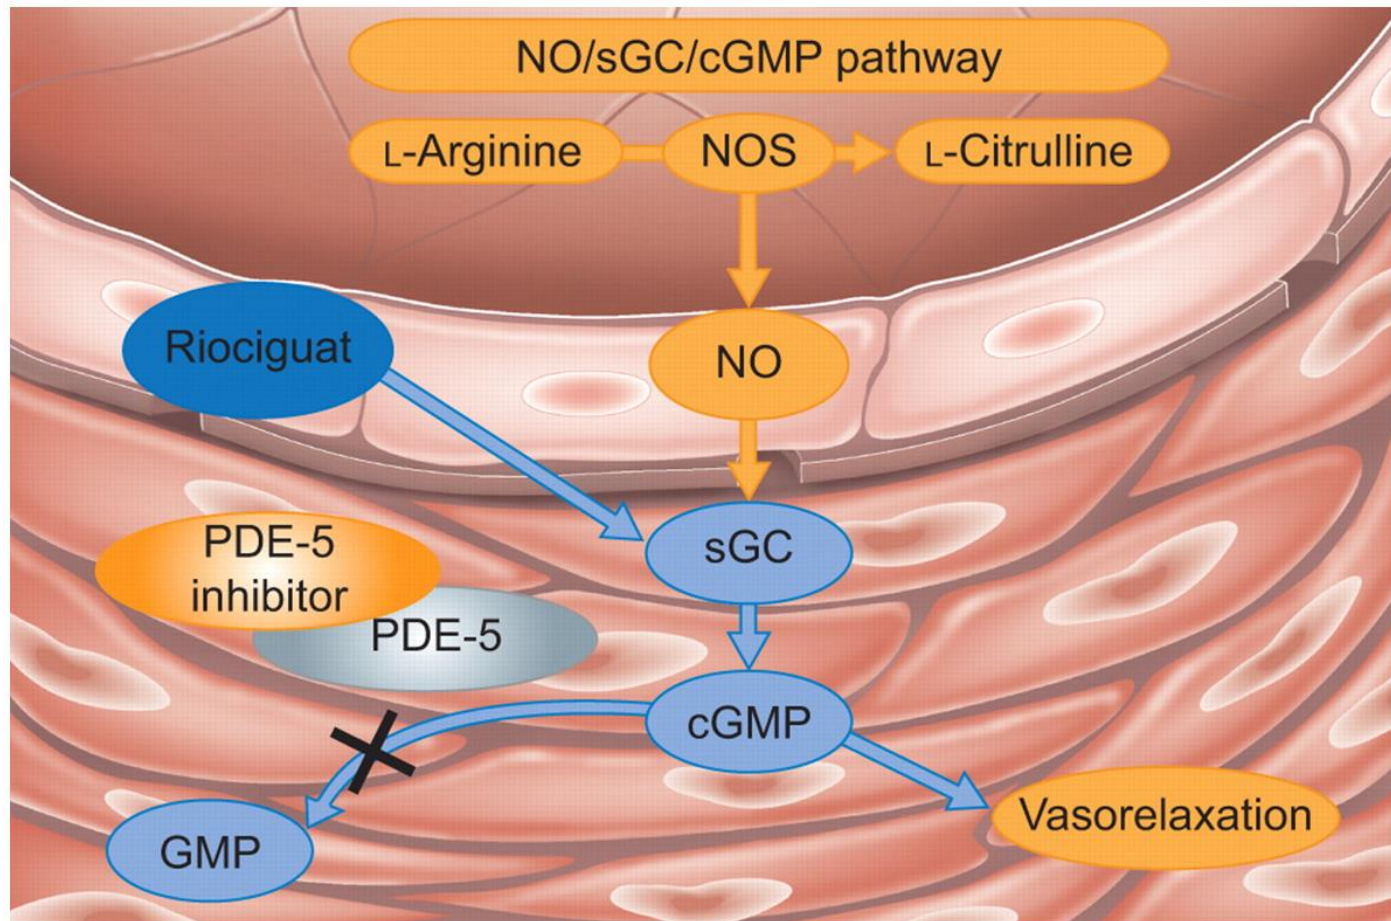 NO/sGC/cGMP pathway
L-Arginine
NOS
L-Citrulline
Riociguat
NO
sGC
PDE-5
inhibitor
PDE-5
cGMP
Vasorelaxation
GMP